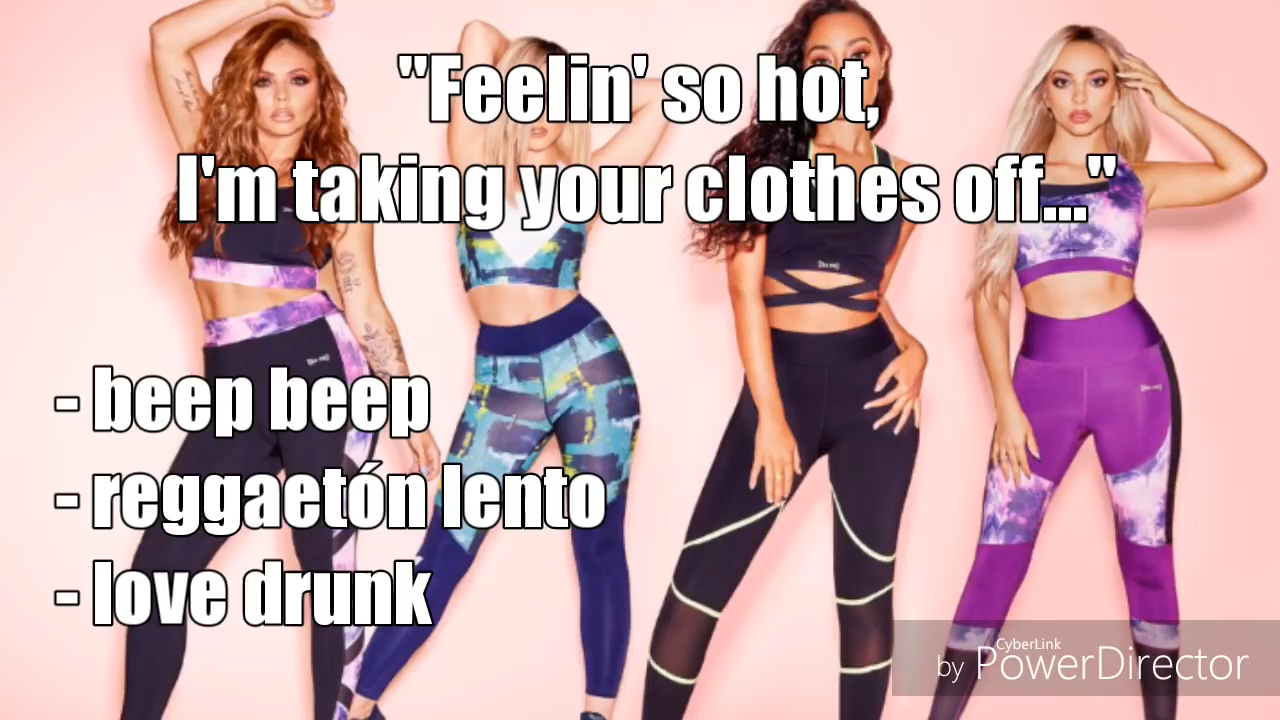 "Feelin' so hot,
I'm taking your clothes off..."
- beep beep
- reggaetón lento
- love drunk
CyberLink
by PowerDirector